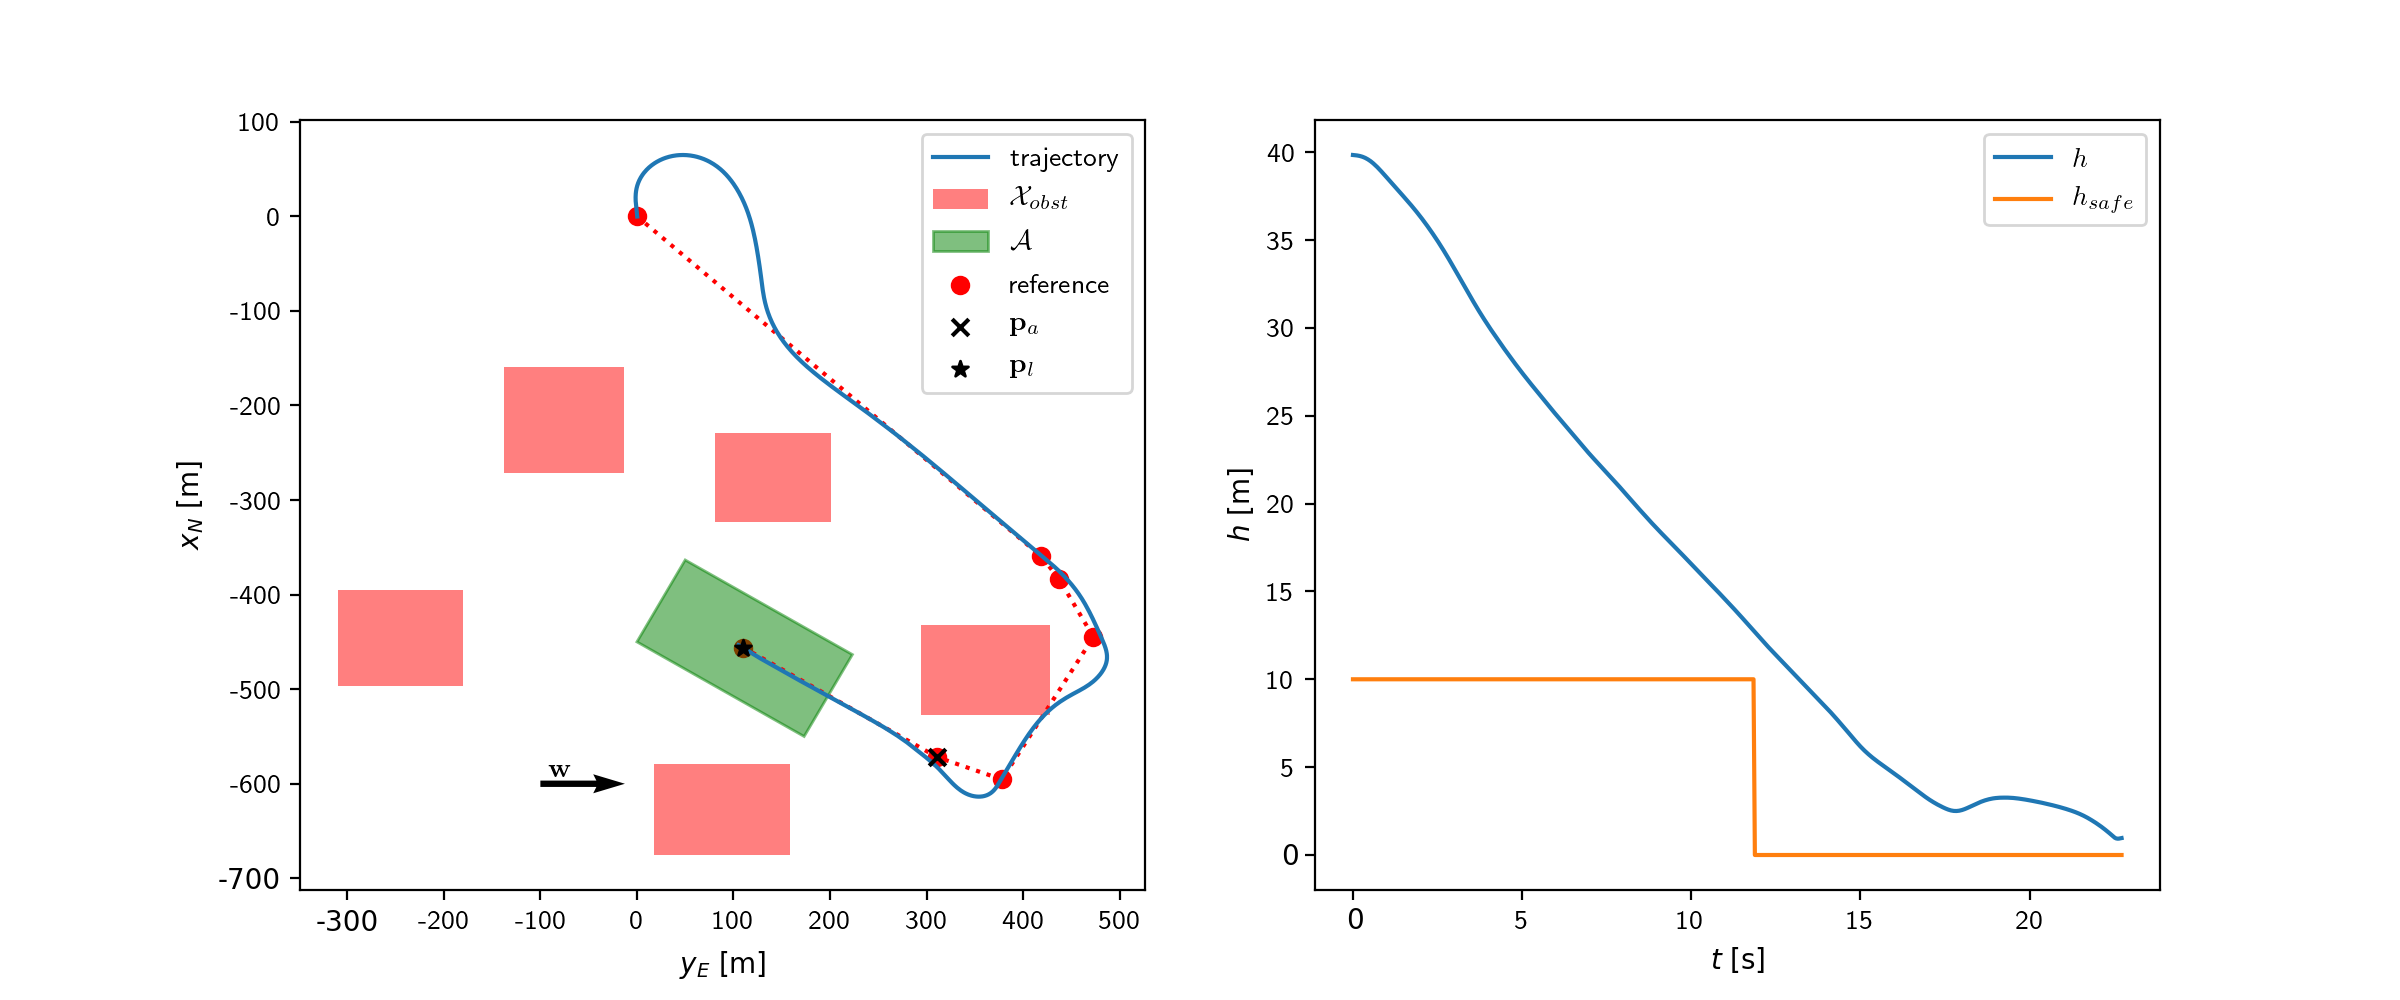 100
0
-100
-200
-300
-400
-500
-600
-700
x_N [m]
-300 -200 -100 0 100 200 300 400 500
y_E [m]
trajectory
𝒳_obst
𝒜
reference
p_a
p_l
w
40
35
30
25
20
15
10
5
0
h [m]
0 5 10 15 20
t [s]
h
h_safe